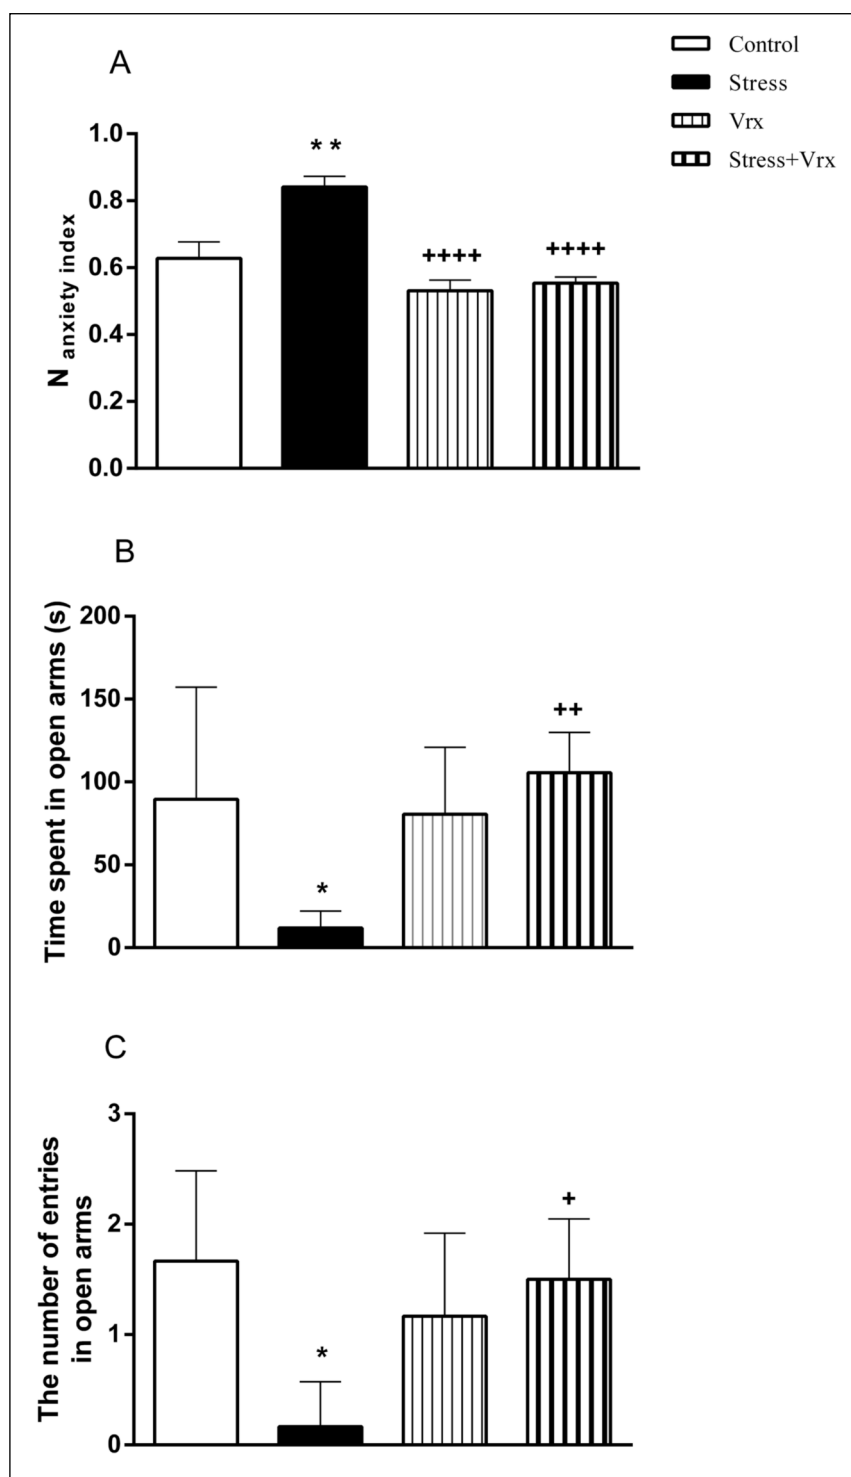 A
Control
Stress
Vrx
Stress+Vrx
N anxiety index
1.0
0.8
0.6
0.4
0.2
0.0
* *
++++
++++
B
Time spent in open arms (s)
200
150
100
50
0
*
++
C
The number of entries
in open arms
3
2
1
0
*
+